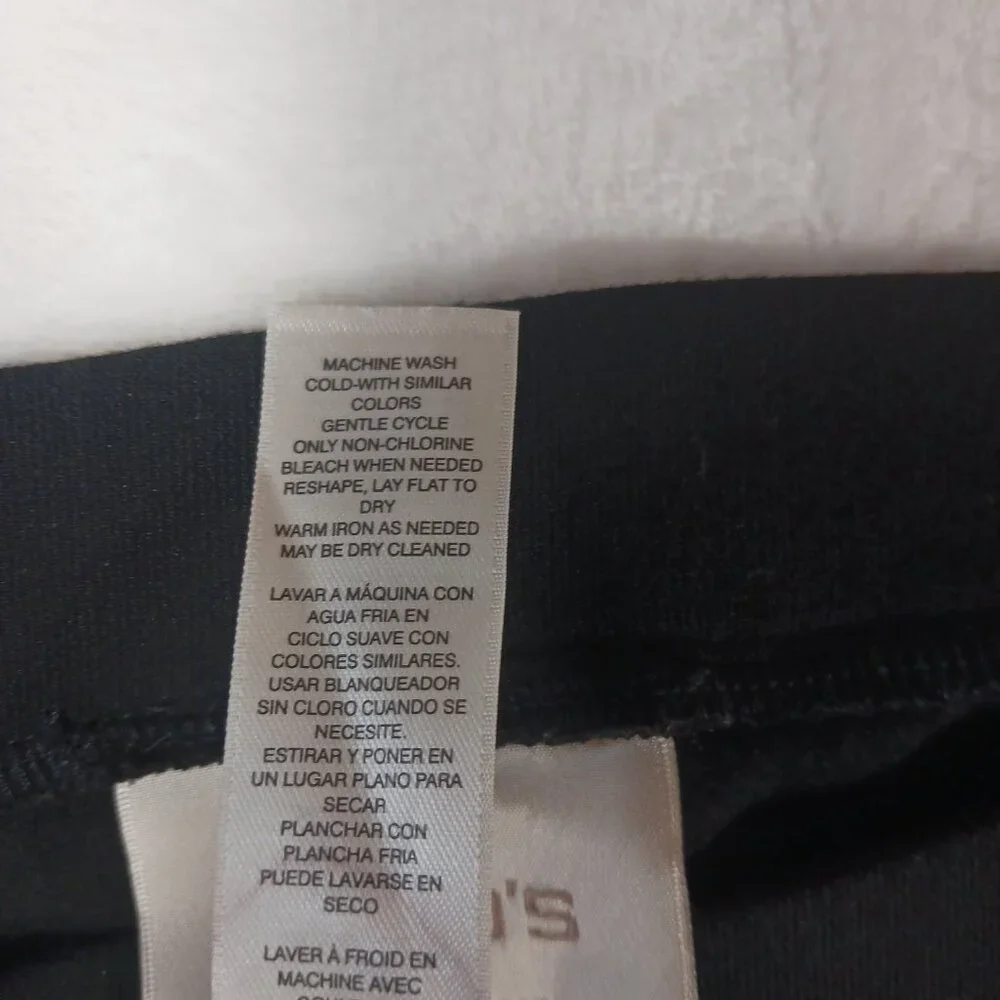 MACHINE WASH
COLD-WITH SIMILAR
COLORS
GENTLE CYCLE
ONLY NON-CHLORINE
BLEACH WHEN NEEDED
RESHAPE, LAY FLAT TO
DRY
WARM IRON AS NEEDED
MAY BE DRY CLEANED
LAVAR A MÁQUINA CON
AGUA FRIA EN
CICLO SUAVE CON
COLORES SIMILARES.
USAR BLANQUEADOR
SIN CLORO CUANDO SE
NECESITE.
ESTIRAR Y PONER EN
UN LUGAR PLANO PARA
SECAR
PLANCHAR CON
PLANCHA FRIA
PUEDE LAVARSE EN
SECO
LAVER À FROID EN
MACHINE AVEC
's